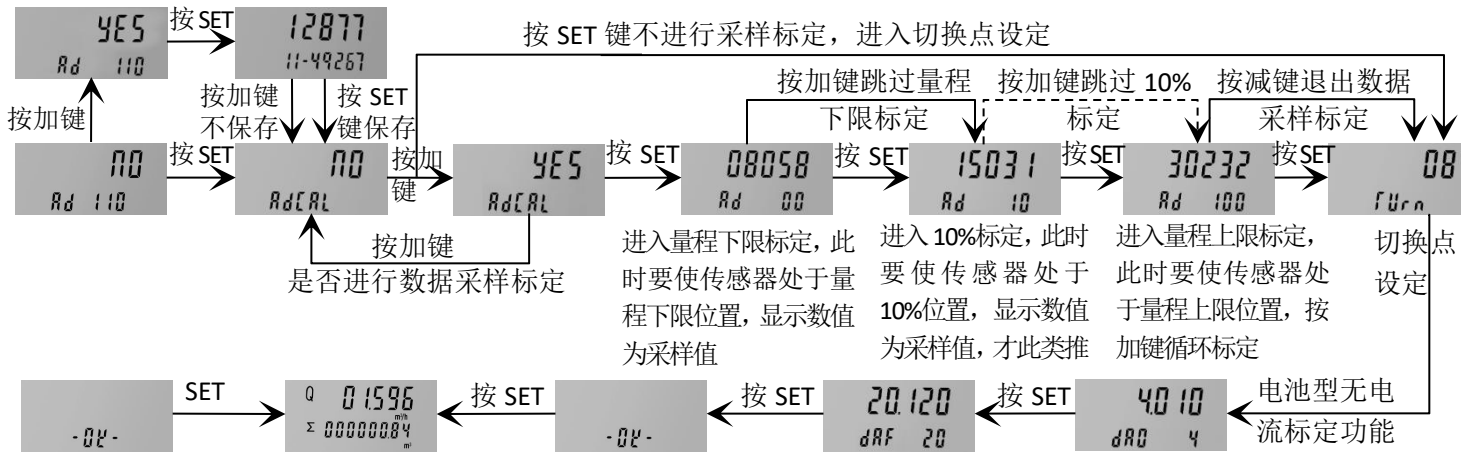 YES
Ad 110
按 SET
12877
11-49267
按 SET 键不进行采样标定，进入切换点设定
按加键
按加键
不保存
按 SET
键保存
按加键跳过量程
下限标定
按加键跳过 10%
标定
按减键退出数据
采样标定
NO
Ad 110
按 SET
NO
AdCAL
按加
键
YES
AdCAL
按 SET
08058
Ad 00
按 SET
15031
Ad 10
按SET
30232
Ad 100
按SET
08
TUrn
按加键
是否进行数据采样标定
进入量程下限标定，此
时要使传感器处于量
程下限位置，显示数值
为采样值
进入 10%标定，此时
要使传感器处于
10%位置，显示数值
为采样值，才此类推
进入量程上限标定，
此时要使传感器处
于量程上限位置，按
加键循环标定
切换点
设定
-OK-
SET
Q 01.596
m³/h
Σ 000000.84
m³
按 SET
-OK-
按 SET
20.120
dAF 20
按 SET
4.010
dA0 4
电池型无电
流标定功能